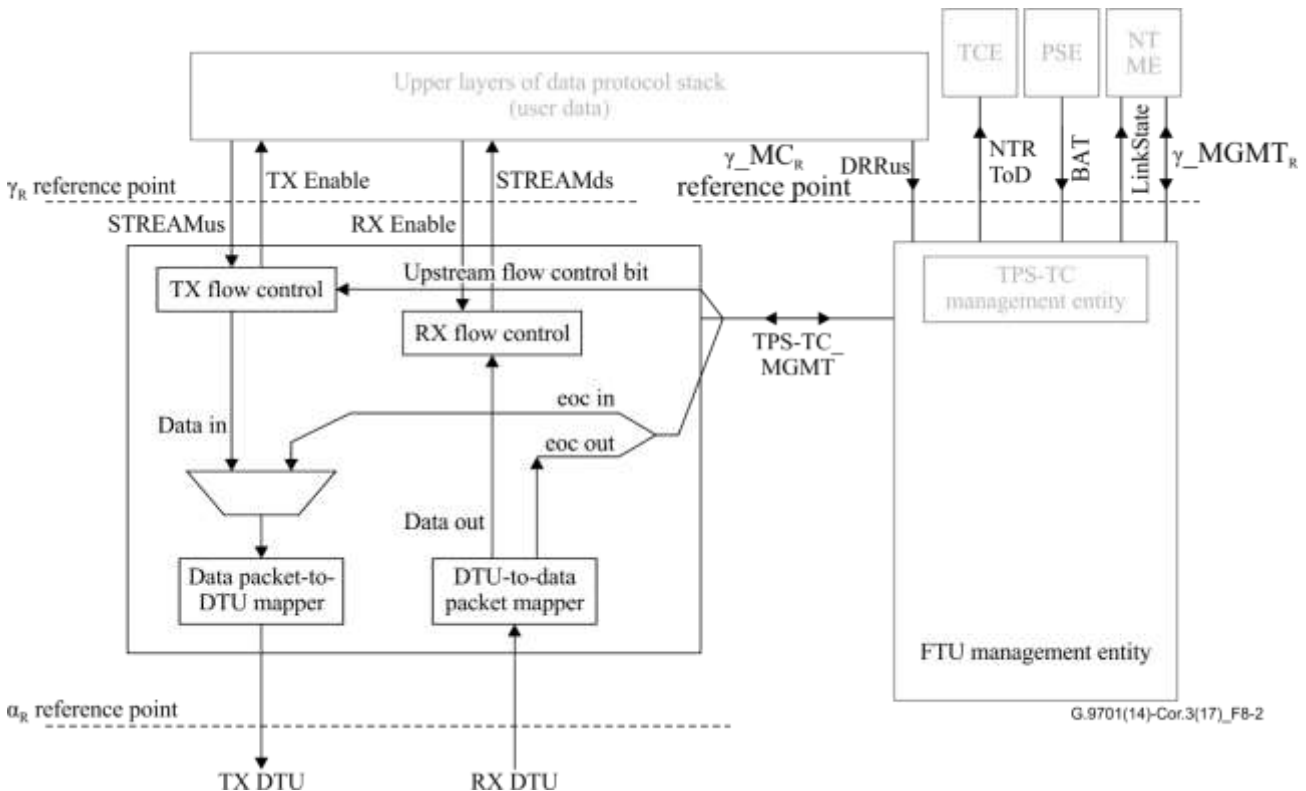 TCE
PSE
NT
ME
Upper layers of data protocol stack
(user data)
γ_MC_R
reference point
DRRus
NTR
ToD
BAT
LinkState
γ_MGMT_R
γ_R reference point
TX Enable
STREAMds
STREAMus
RX Enable
Upstream flow control bit
TX flow control
RX flow control
TPS-TC
management entity
TPS-TC_
MGMT
eoc in
Data in
eoc out
Data out
Data packet-to-
DTU mapper
DTU-to-data
packet mapper
FTU management entity
α_R reference point
G.9701(14)-Cor.3(17)_F8-2
TX DTU
RX DTU